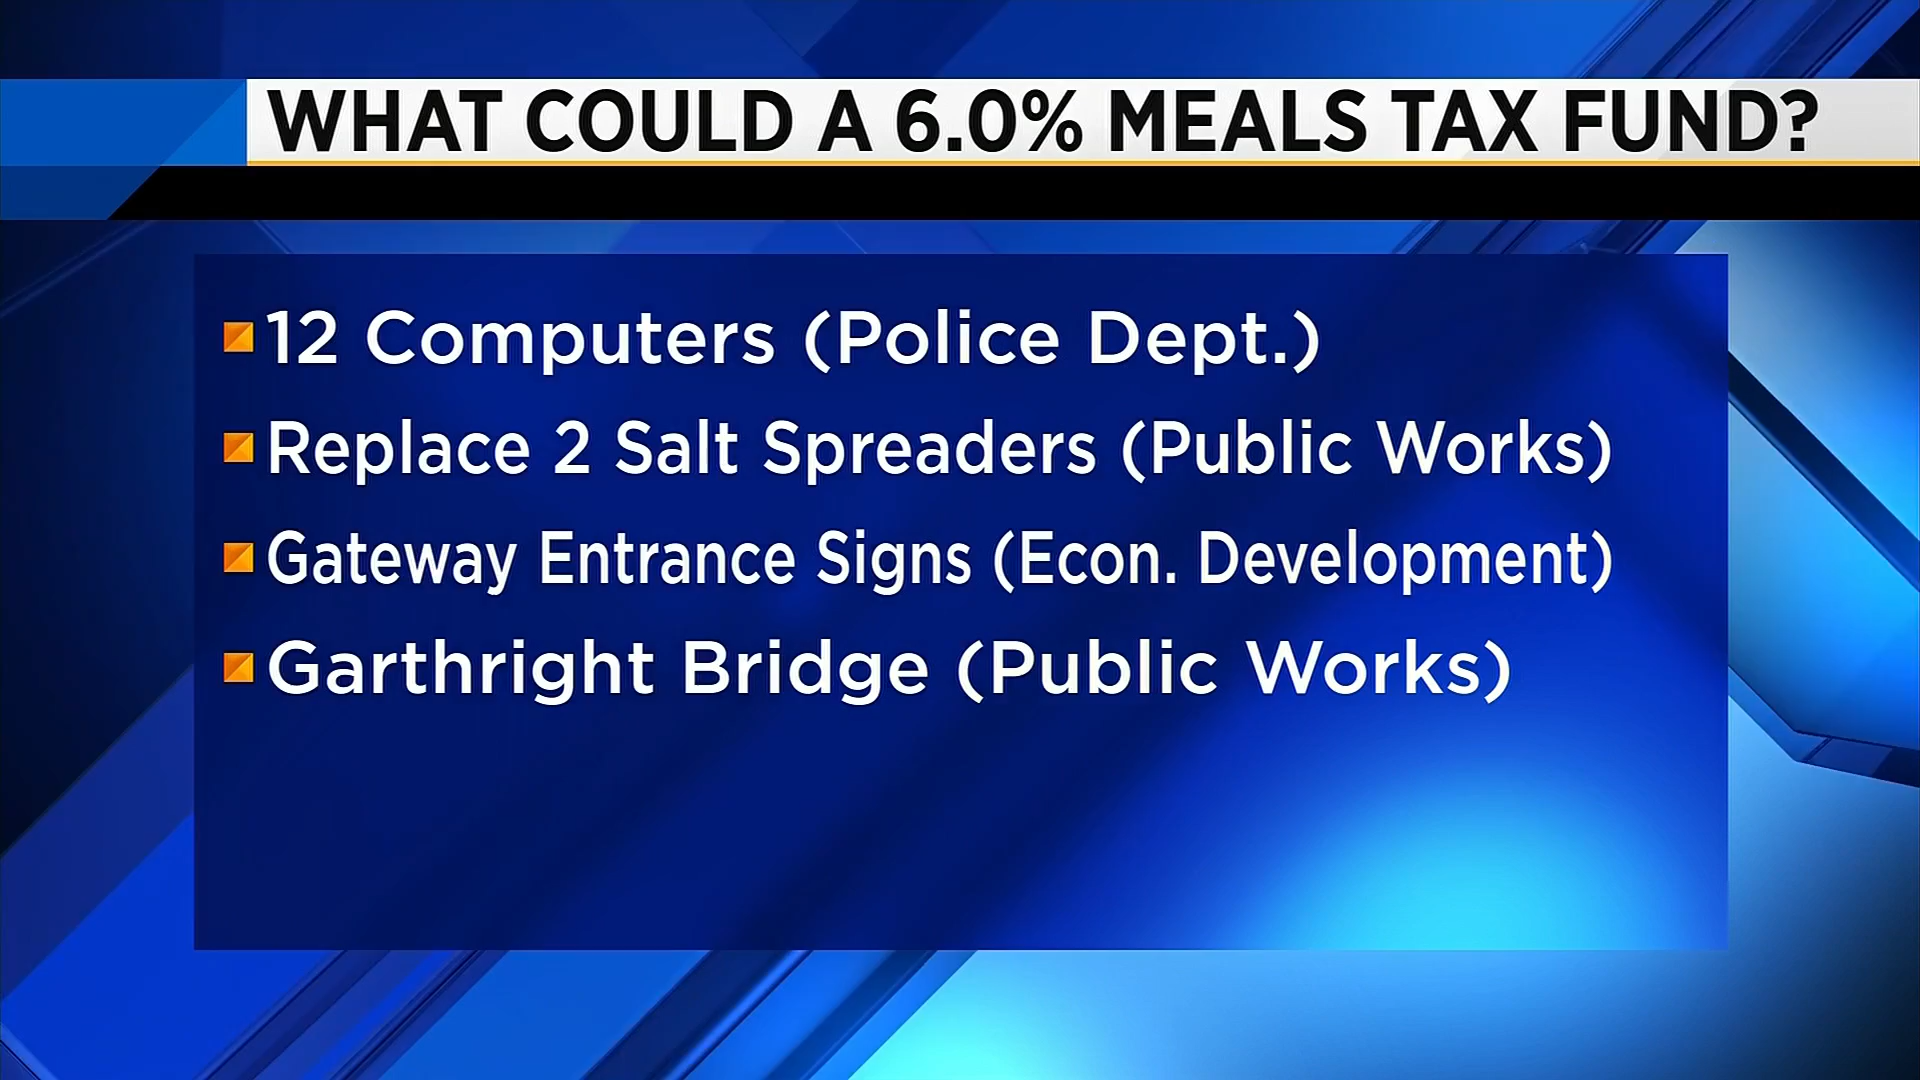 WHAT COULD A 6.0% MEALS TAX FUND?
12 Computers (Police Dept.)
Replace 2 Salt Spreaders (Public Works)
Gateway Entrance Signs (Econ. Development)
Garthright Bridge (Public Works)